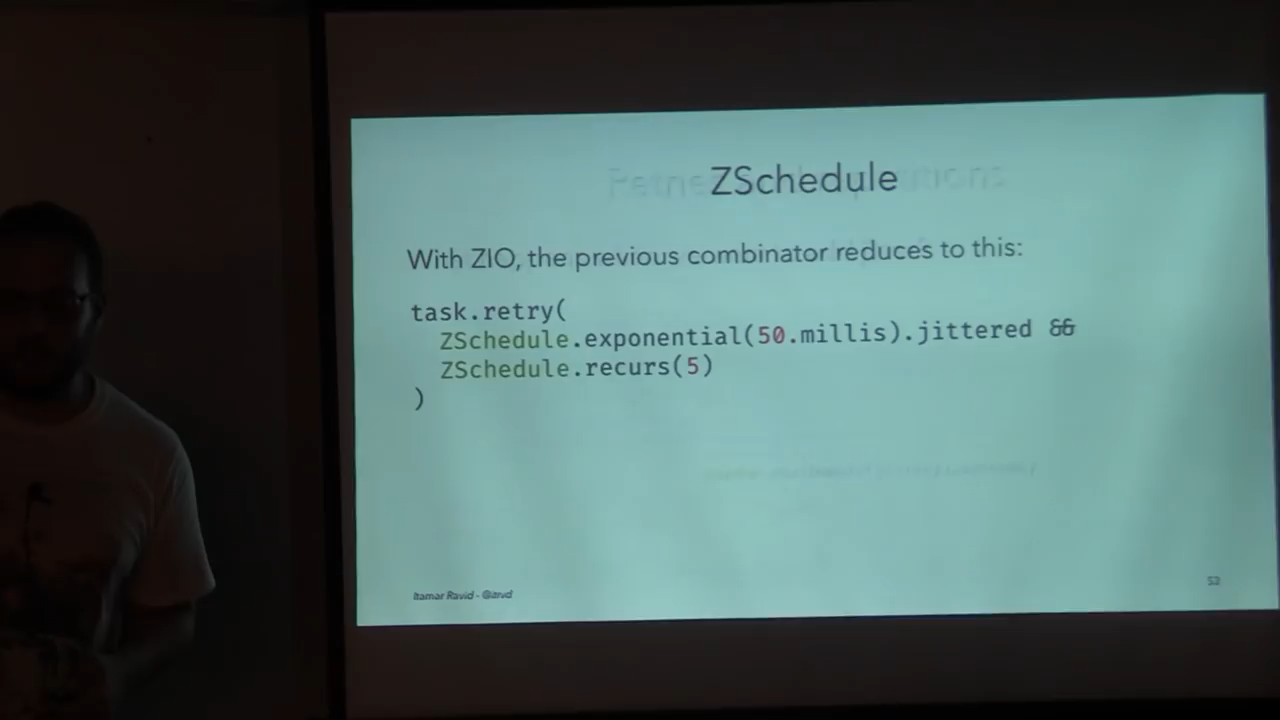 ZSchedule
With ZIO, the previous combinator reduces to this:
task.retry(
ZSchedule.exponential(50.millis).jittered &&
ZSchedule.recurs(5)
)
Itamar Ravid - @iravid